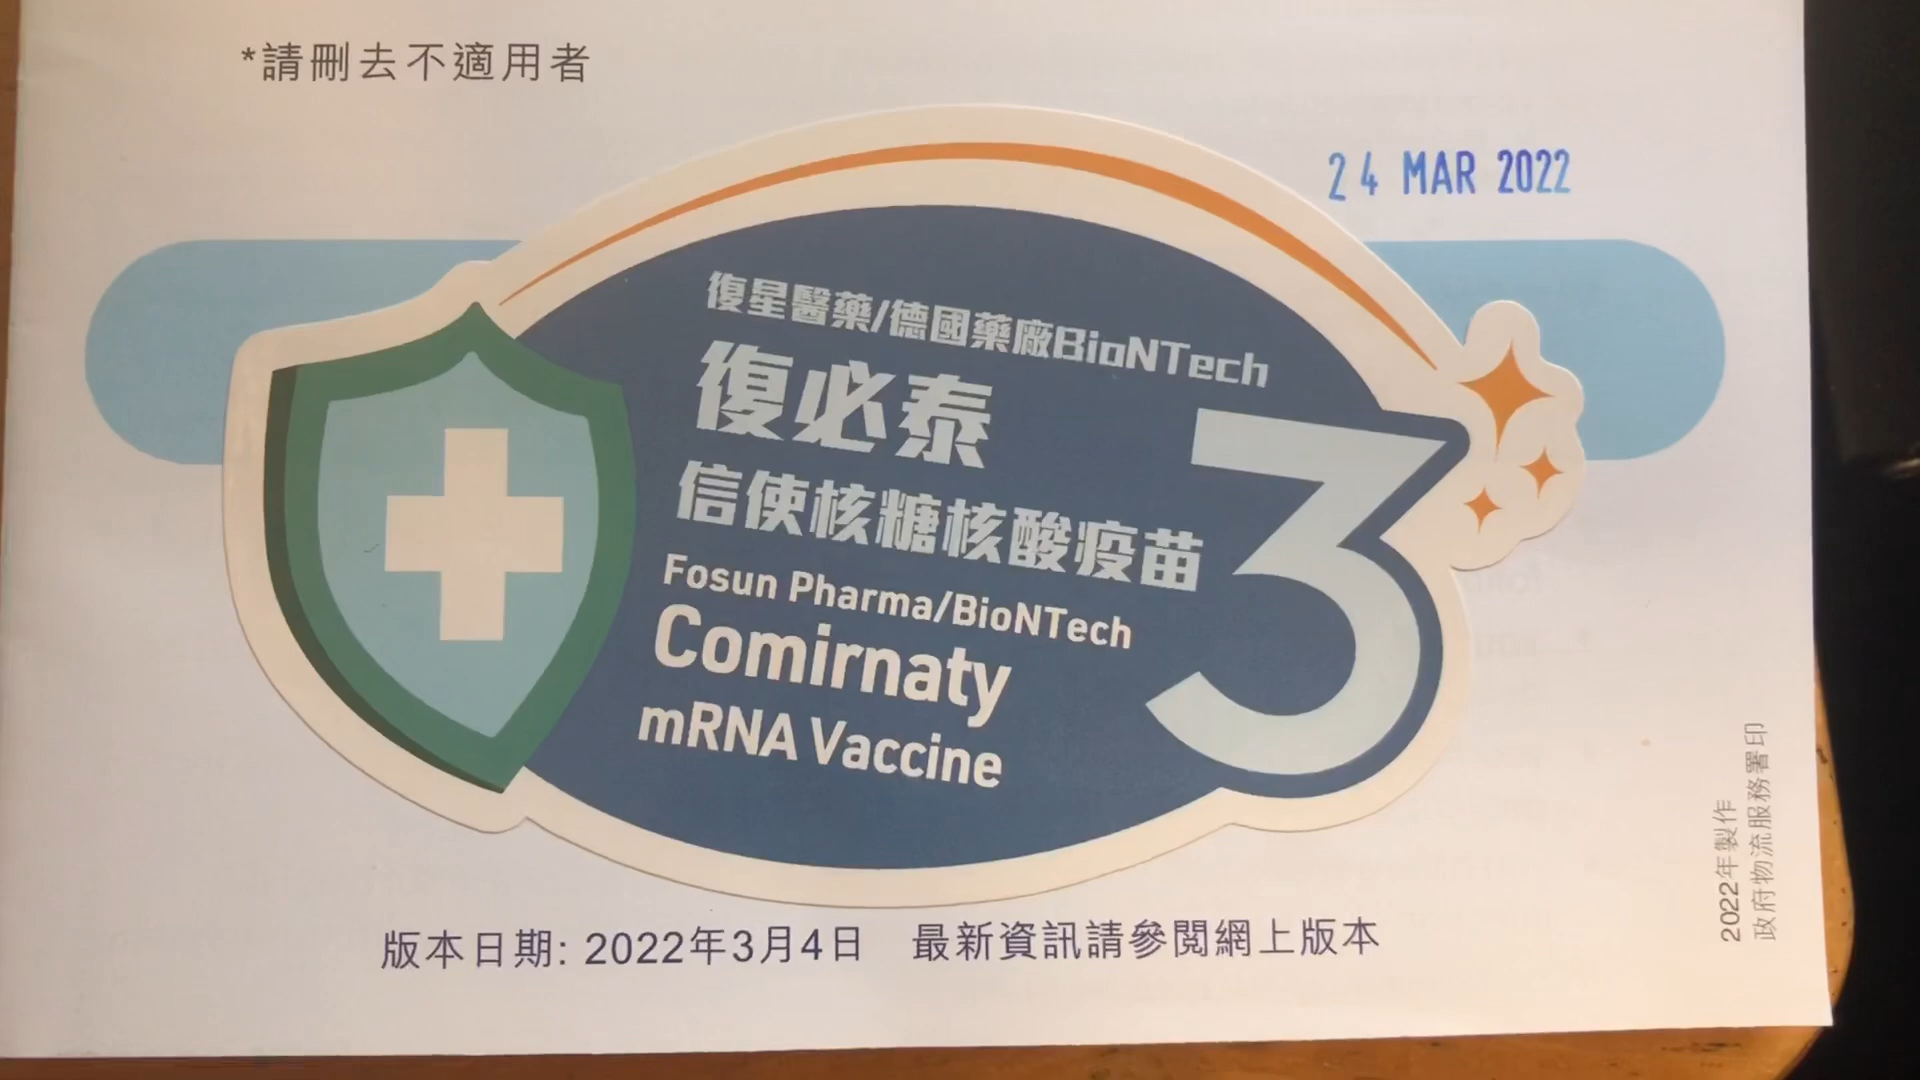 *請刪去不適用者
24 MAR 2022
復星醫藥/德國藥廠BioNTech
復必泰
信使核糖核酸疫苗
Fosun Pharma/BioNTech
Comirnaty
mRNA Vaccine
3
版本日期: 2022年3月4日 最新資訊請參閱網上版本
2022年製作
政府物流服務署印